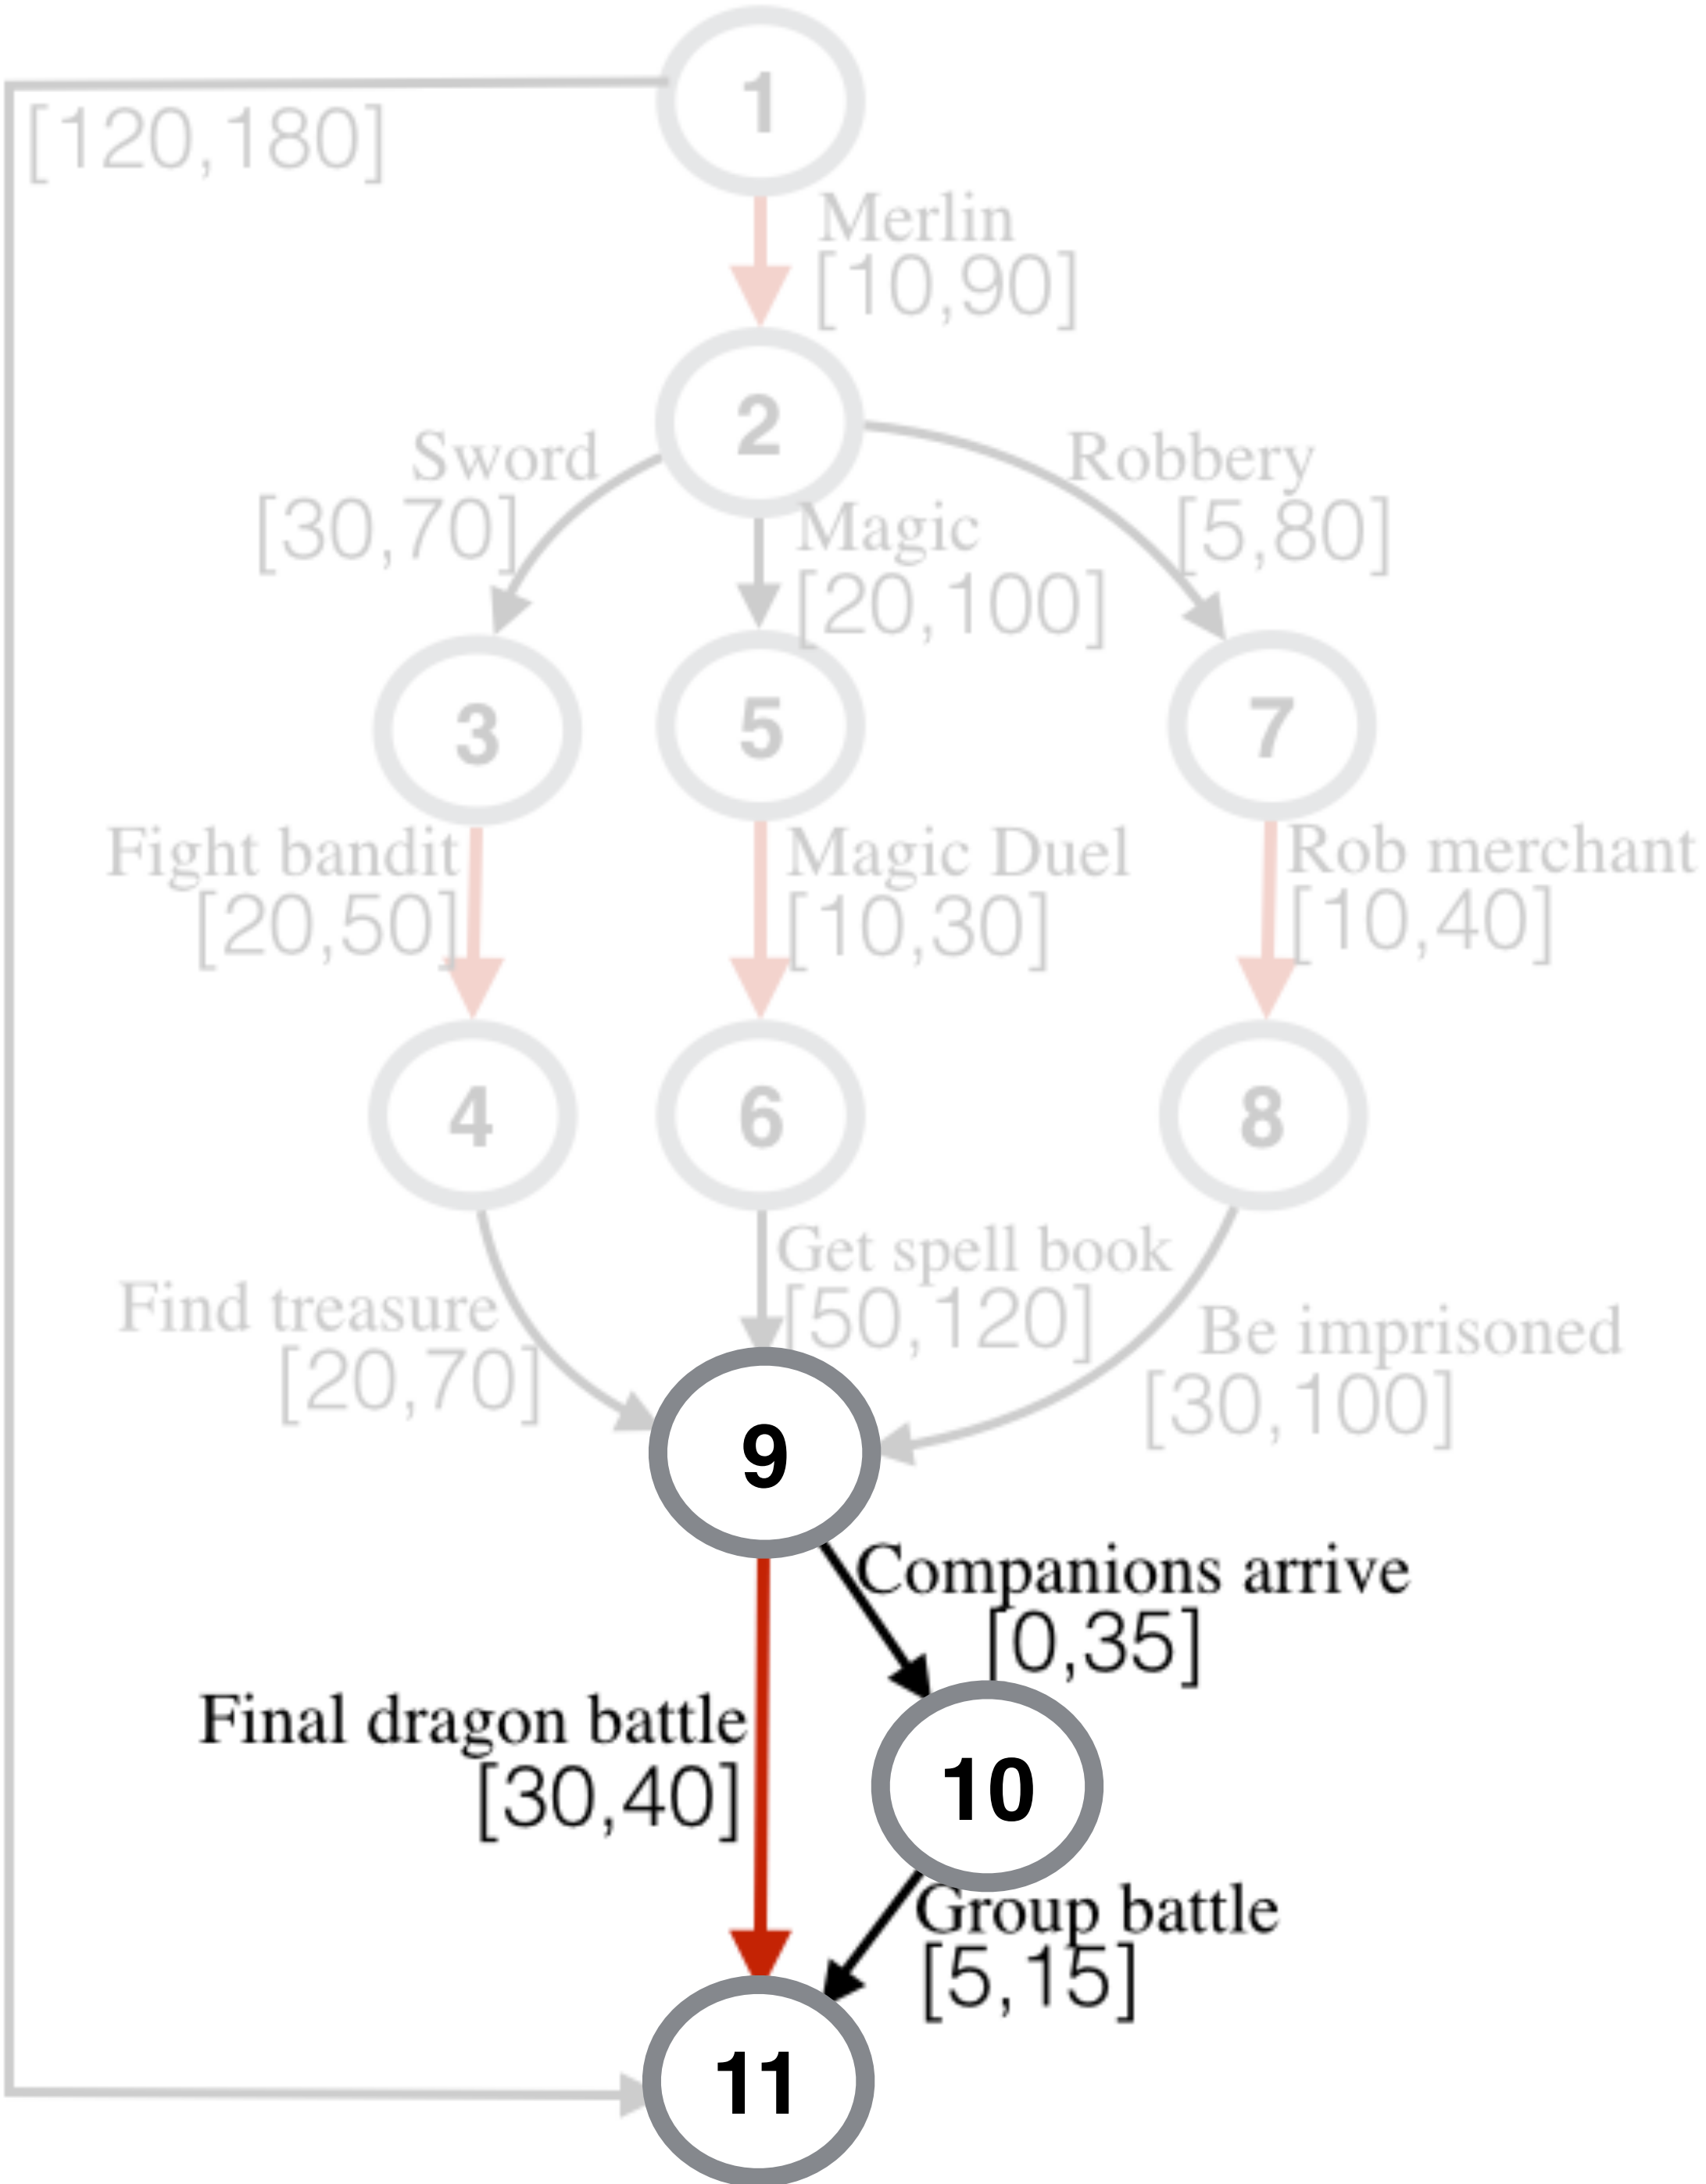 1
[120,180]
Merlin
[10,90]
2
Sword
[30,70]
Magic
[20,100]
Robbery
[5,80]
3
5
7
Fight bandit
[20,50]
Magic Duel
[10,30]
Rob merchant
[10,40]
4
6
8
Find treasure
[20,70]
Get spell book
[50,120]
Be imprisoned
[30,100]
9
Companions arrive
[0,35]
Final dragon battle
[30,40]
10
Group battle
[5,15]
11